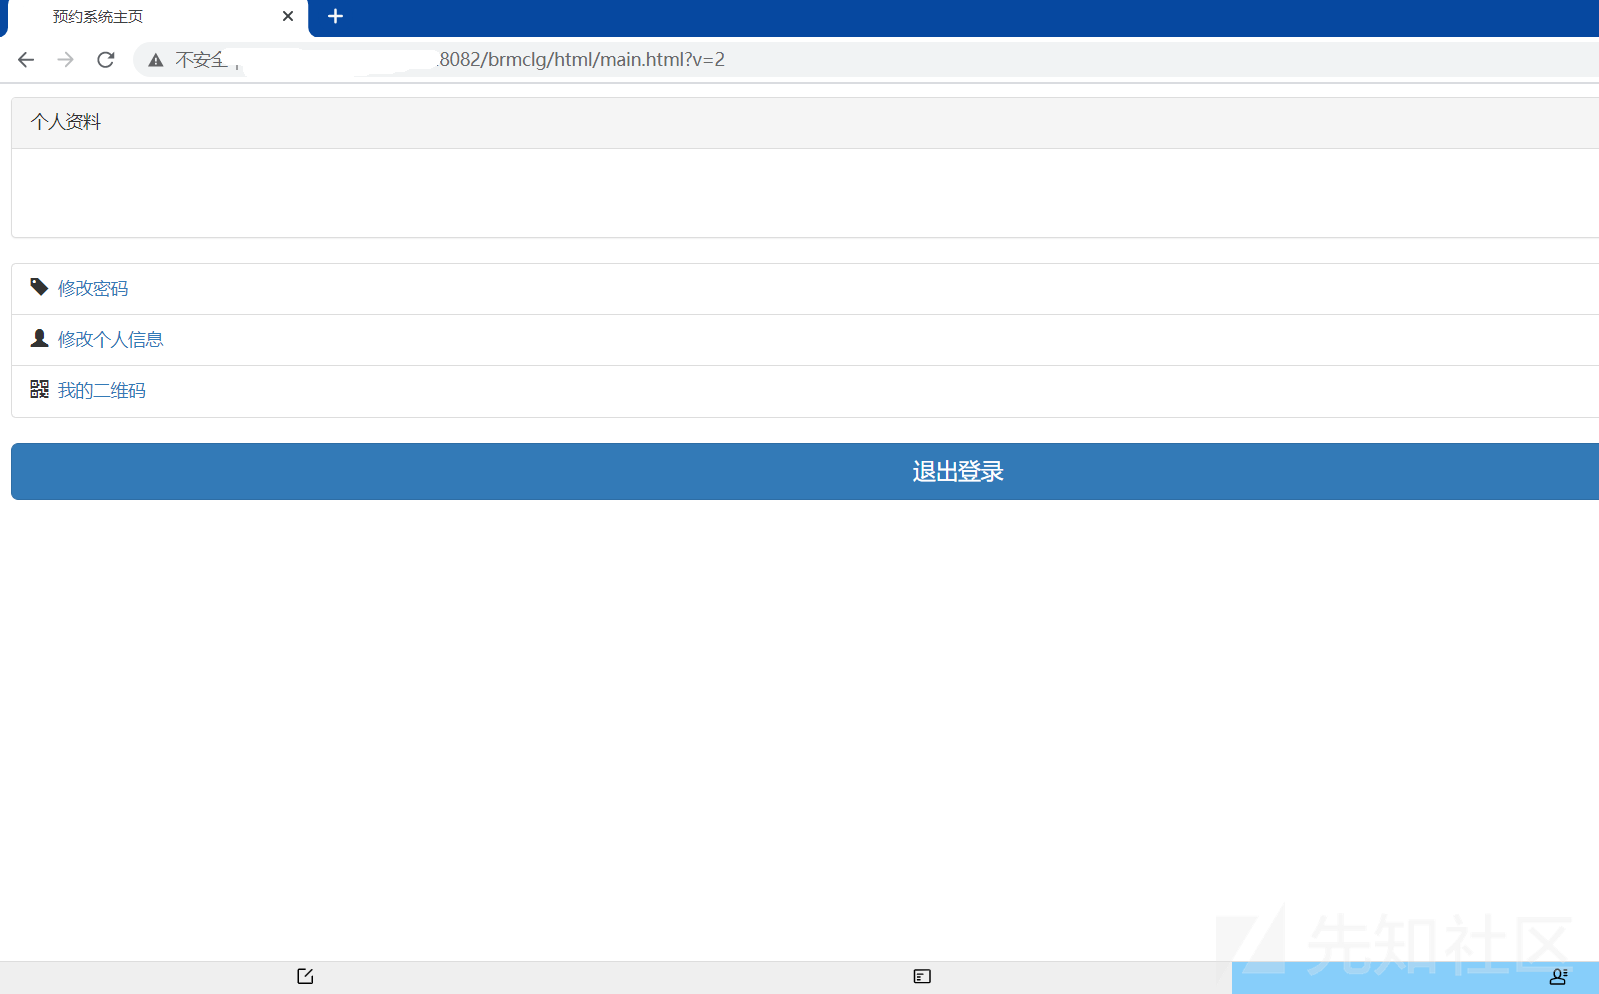 预约系统主页
不安全 8082/brmclg/html/main.html?v=2
个人资料
修改密码
修改个人信息
我的二维码
退出登录
先知社区